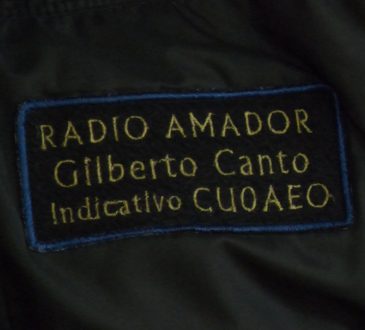 RADIO AMADOR
Gilberto Canto
Indicativo CU0AEO